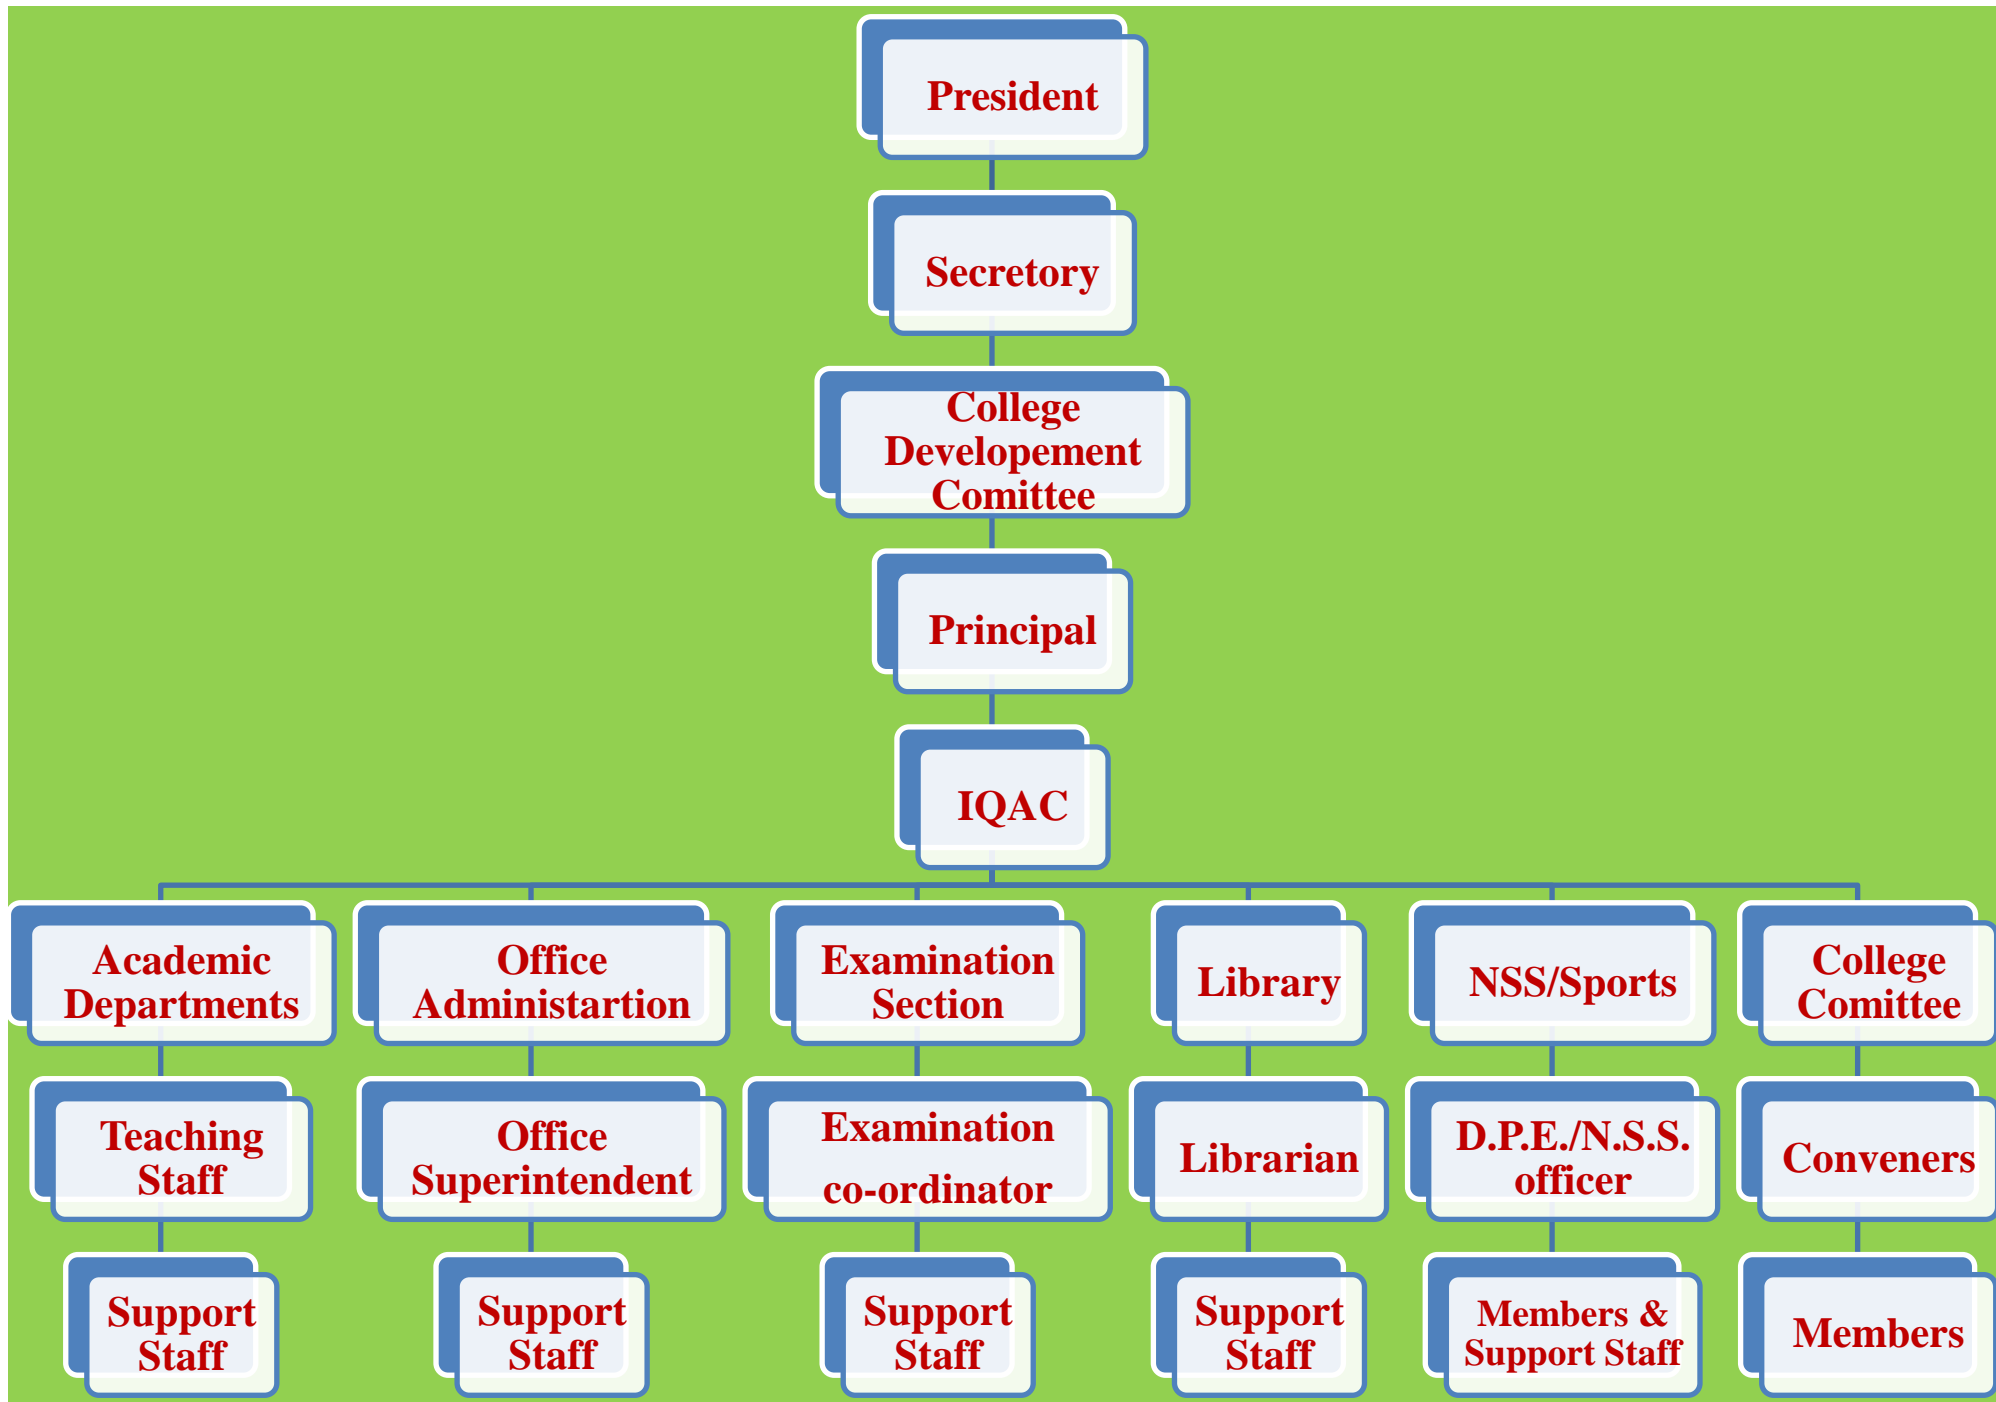 President
Secretory
College
Developement
Comittee
Principal
IQAC
Academic
Departments
Office
Administartion
Examination
Section
Library
NSS/Sports
College
Comittee
Teaching
Staff
Office
Superintendent
Examination
co-ordinator
Librarian
D.P.E./N.S.S.
officer
Conveners
Support
Staff
Support
Staff
Support
Staff
Support
Staff
Members &
Support Staff
Members